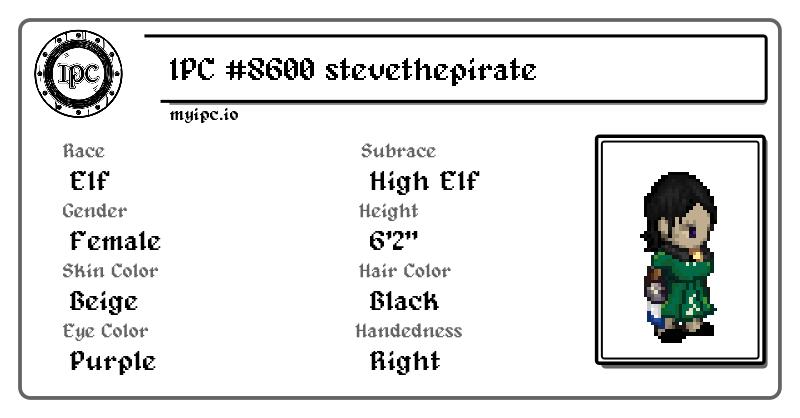 IPC
IPC #8600 stevethepirate
myipc.io
Race
Elf
Subrace
High Elf
Gender
Female
Height
6'2"
Skin Color
Beige
Hair Color
Black
Eye Color
Purple
Handedness
Right